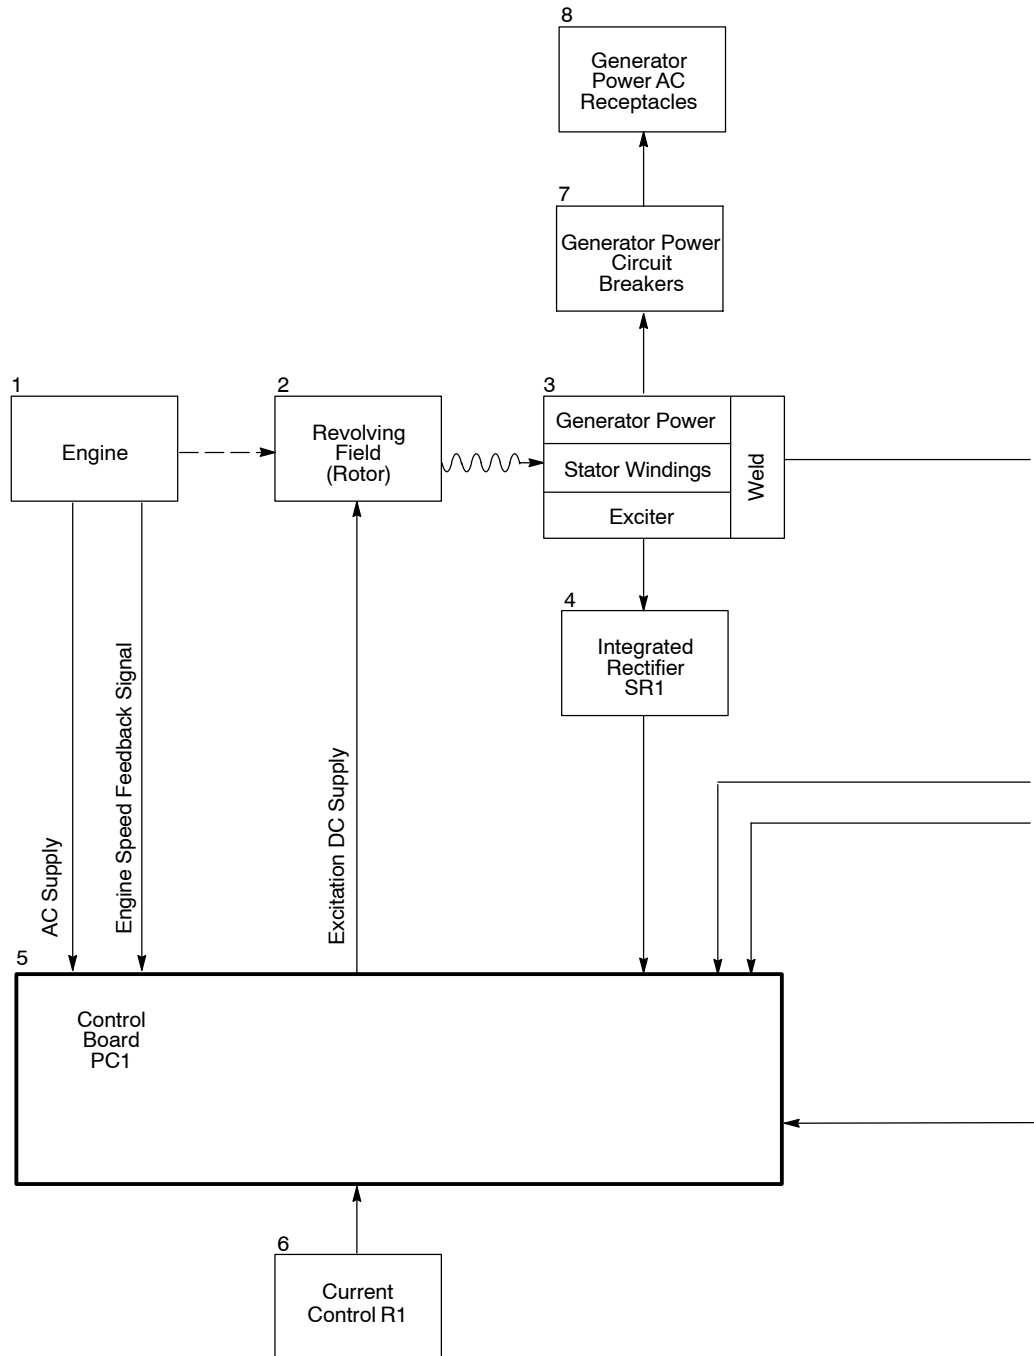 8
Generator
Power AC
Receptacles
7
Generator Power
Circuit
Breakers
1
Engine
2
Revolving
Field
(Rotor)
3
Generator Power
Stator Windings
Exciter
Weld
4
Integrated
Rectifier
SR1
AC Supply
Engine Speed Feedback Signal
Excitation DC Supply
5
Control
Board
PC1
6
Current
Control R1